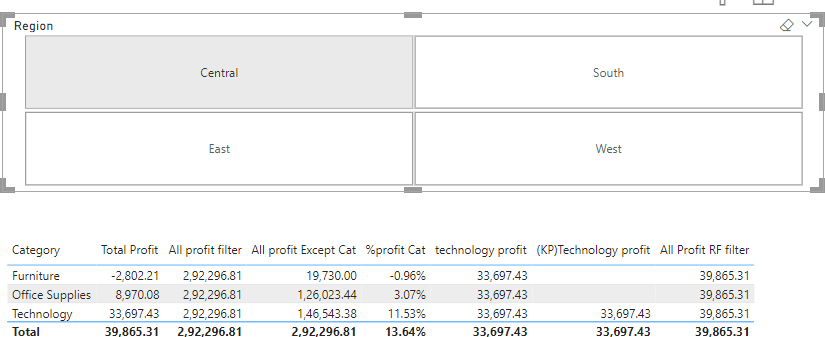 Region
Central South
East West
Category Total Profit All profit filter All profit Except Cat %profit Cat technology profit (KP)Technology profit All Profit RF filter
Furniture -2,802.21 2,92,296.81 19,730.00 -0.96% 33,697.43 39,865.31
Office Supplies 8,970.08 2,92,296.81 1,26,023.44 3.07% 33,697.43 39,865.31
Technology 33,697.43 2,92,296.81 1,46,543.38 11.53% 33,697.43 33,697.43 39,865.31
Total 39,865.31 2,92,296.81 2,92,296.81 13.64% 33,697.43 33,697.43 39,865.31